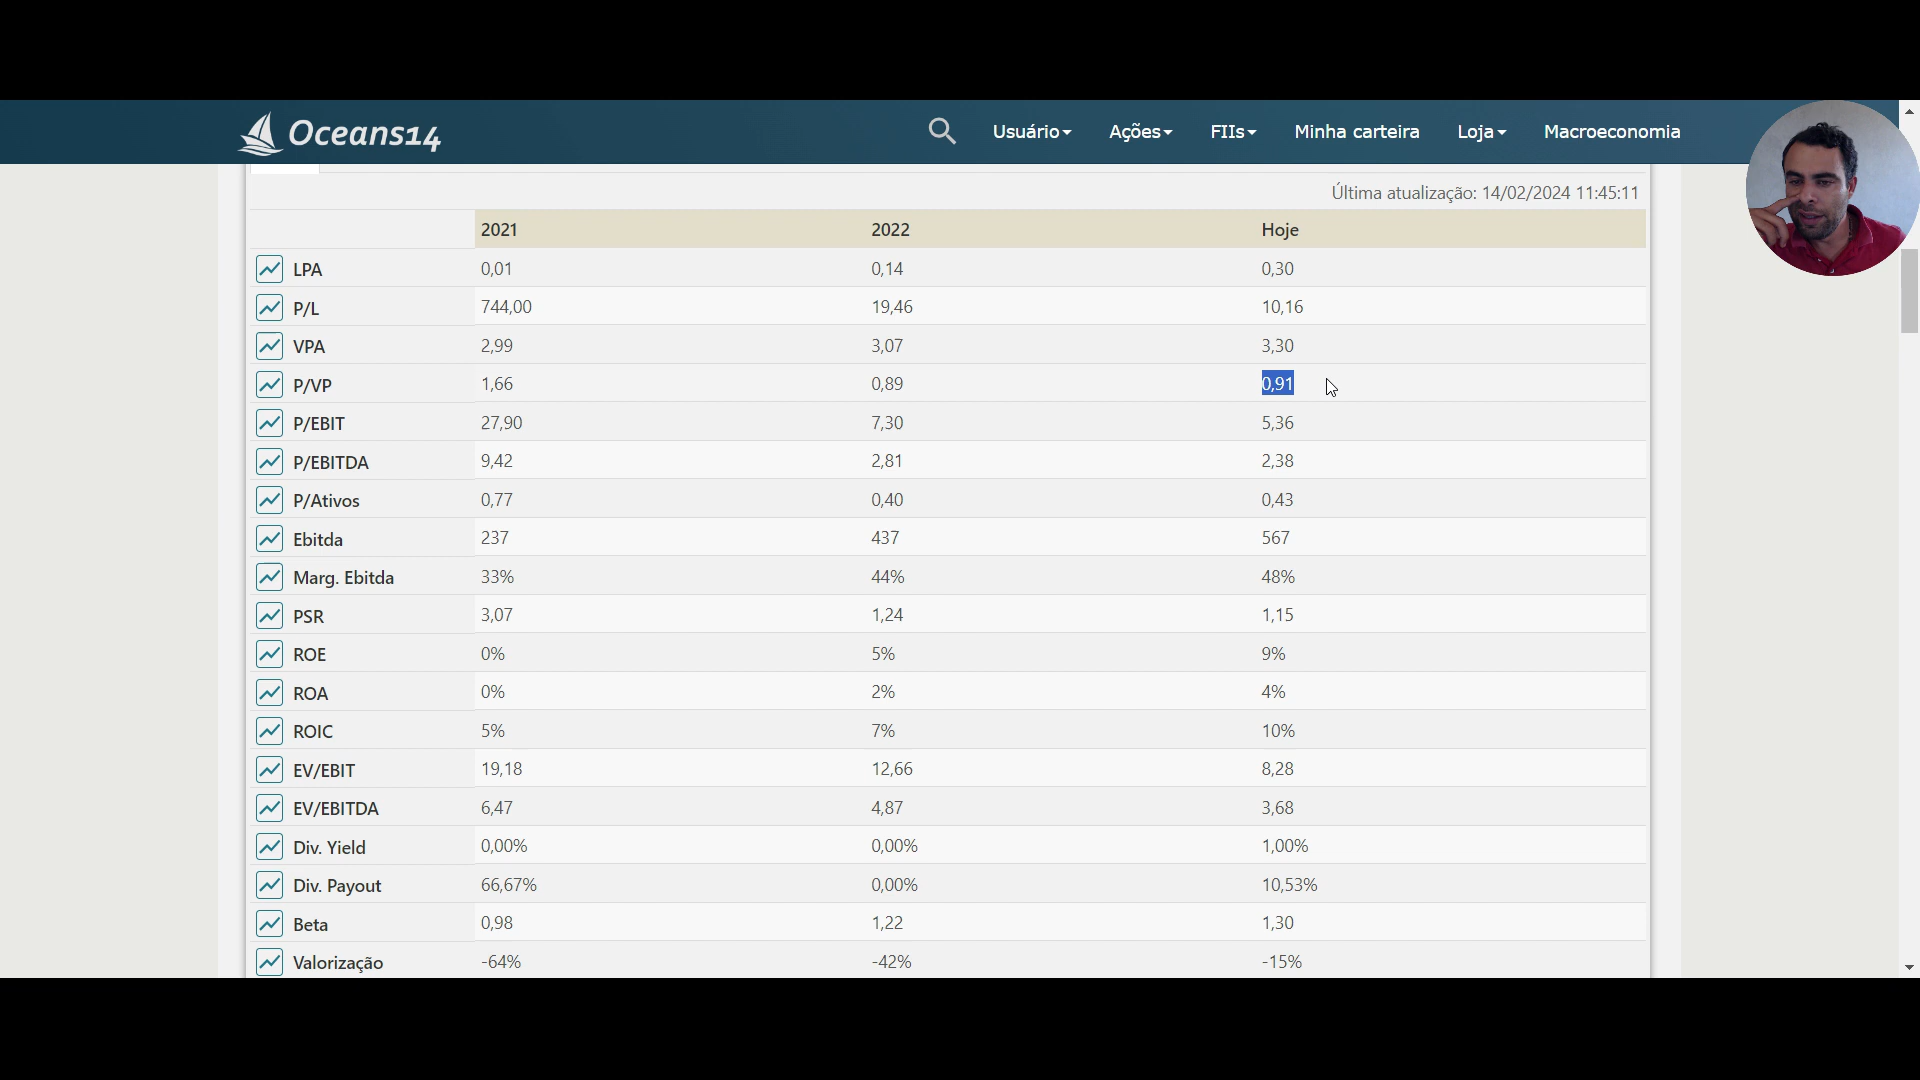 Oceans14
Usuário Ações FIIs Minha carteira Loja Macroeconomia
Última atualização: 14/02/2024 11:45:11
2021 2022 Hoje
LPA 0,01 0,14 0,30
P/L 744,00 19,46 10,16
VPA 2,99 3,07 3,30
P/VP 1,66 0,89 0,91
P/EBIT 27,90 7,30 5,36
P/EBITDA 9,42 2,81 2,38
P/Ativos 0,77 0,40 0,43
Ebitda 237 437 567
Marg. Ebitda 33% 44% 48%
PSR 3,07 1,24 1,15
ROE 0% 5% 9%
ROA 0% 2% 4%
ROIC 5% 7% 10%
EV/EBIT 19,18 12,66 8,28
EV/EBITDA 6,47 4,87 3,68
Div. Yield 0,00% 0,00% 1,00%
Div. Payout 66,67% 0,00% 10,53%
Beta 0,98 1,22 1,30
Valorização -64% -42% -15%